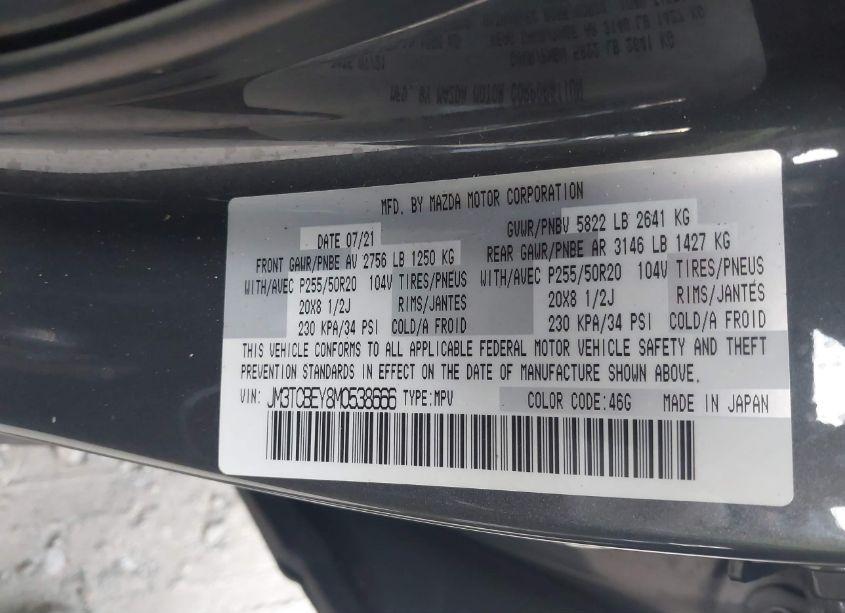 MFD. BY MAZDA MOTOR CORPORATION
DATE 07/21 GVWR/PNBV 5822 LB 2641 KG
FRONT GAWR/PNBE AV 2756 LB 1250 KG REAR GAWR/PNBE AR 3146 LB 1427 KG
WITH/AVEC P255/50R20 104V TIRES/PNEUS WITH/AVEC P255/50R20 104V TIRES/PNEUS
20X8 1/2J RIMS/JANTES 20X8 1/2J RIMS/JANTÉS
230 KPA/34 PSI COLD/A FROID 230 KPA/34 PSI COLD/A FROID
THIS VEHICLE CONFORMS TO ALL APPLICABLE FEDERAL MOTOR VEHICLE SAFETY AND THEFT
PREVENTION STANDARDS IN EFFECT ON THE DATE OF MANUFACTURE SHOWN ABOVE.
VIN: JM3TCBEY8M0538666 TYPE:MPV COLOR CODE:46G MADE IN JAPAN